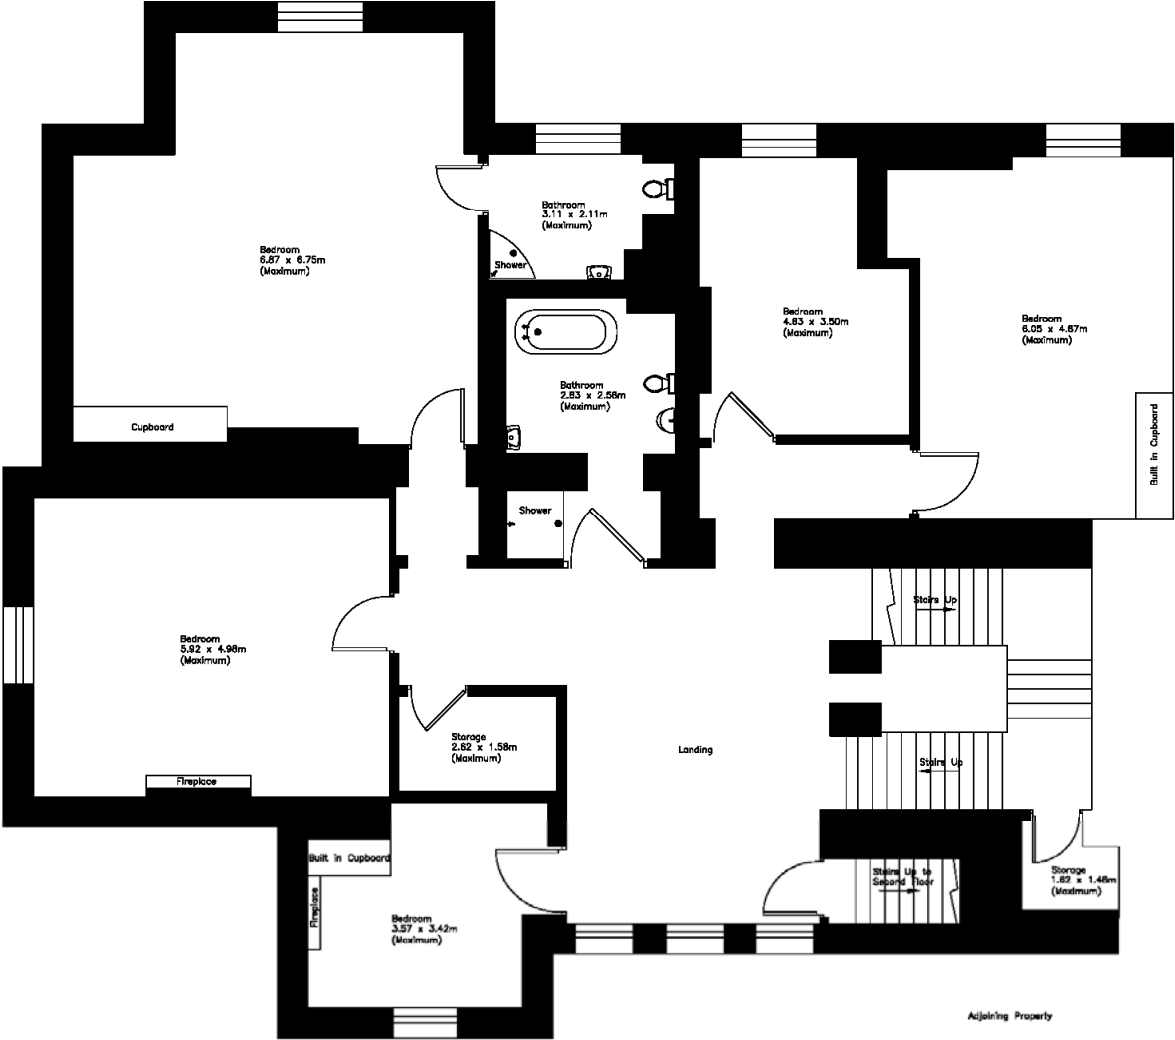 Bedroom
6.87 x 6.75m
(Maximum)
Bathroom
3.11 x 2.11m
(Maximum)
Shower
Bedroom
4.83 x 3.50m
(Maximum)
Bedroom
6.05 x 4.87m
(Maximum)
Bathroom
2.83 x 2.58m
(Maximum)
Cupboard
Built in Cupboard
Shower
Stairs Up
Bedroom
5.92 x 4.98m
(Maximum)
Storage
2.62 x 1.58m
(Maximum)
Landing
Stairs Up
Fireplace
Built in Cupboard
Fireplace
Bedroom
3.57 x 3.42m
(Maximum)
Stairs Up to
Second Floor
Storage
1.62 x 1.48m
(Maximum)
Adjoining Property